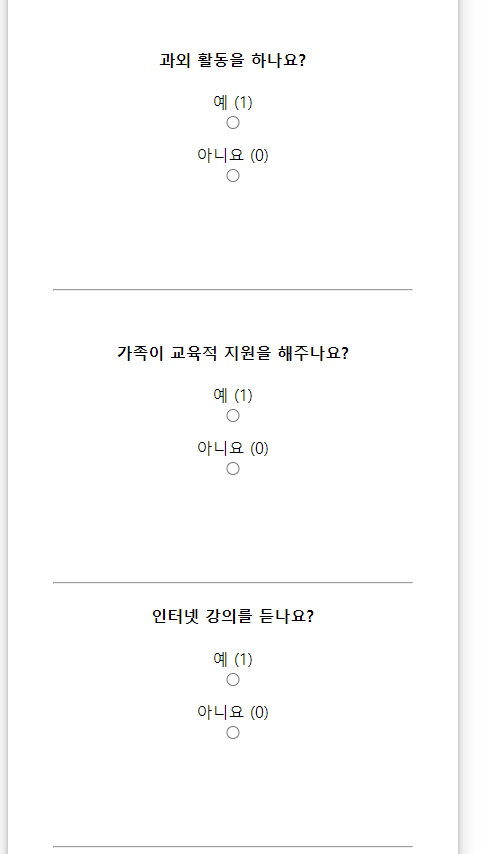 과외 활동을 하나요?
예 (1)
아니요 (0)
가족이 교육적 지원을 해주나요?
예 (1)
아니요 (0)
인터넷 강의를 듣나요?
예 (1)
아니요 (0)